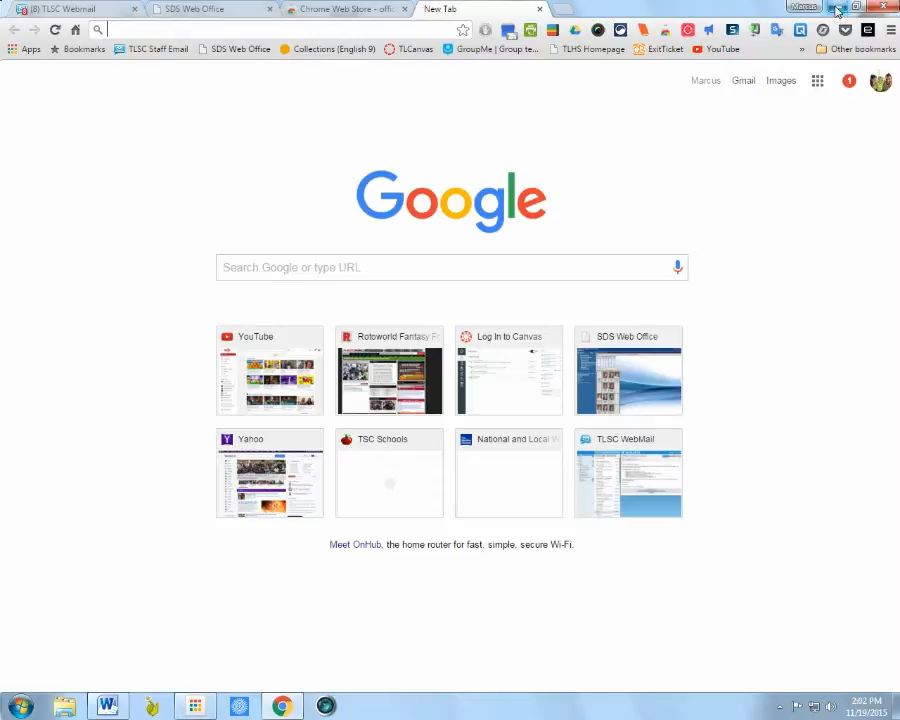 (8) TLSC Webmail
SDS Web Office
Chrome Web Store - offi
New Tab
Marcus
Apps
Bookmarks
TLSC Staff Email
SDS Web Office
Collections (English 9)
TLCanvas
GroupMe | Group te...
TLHS Homepage
ExitTicket
YouTube
»
Other bookmarks
Marcus
Gmail
Images
1
Google
Search Google or type URL
YouTube
Rotoworld Fantasy F
Log In to Canvas
SDS Web Office
Yahoo
TSC Schools
National and Local W
TLSC WebMail
Meet OnHub, the home router for fast, simple, secure Wi-Fi.
2:02 PM
11/19/2015